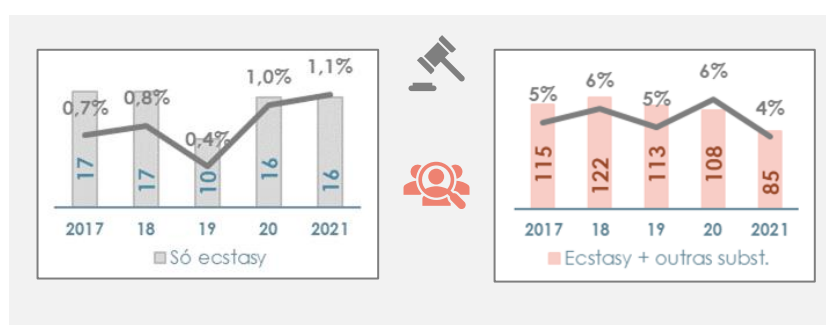 0,7% 0,8% 0,4% 1,0% 1,1%
17 17 10 16 16
2017 18 19 20 2021
Só ecstasy
5% 6% 5% 6% 4%
115 122 113 108 85
2017 18 19 20 2021
Ecstasy + outras subst.